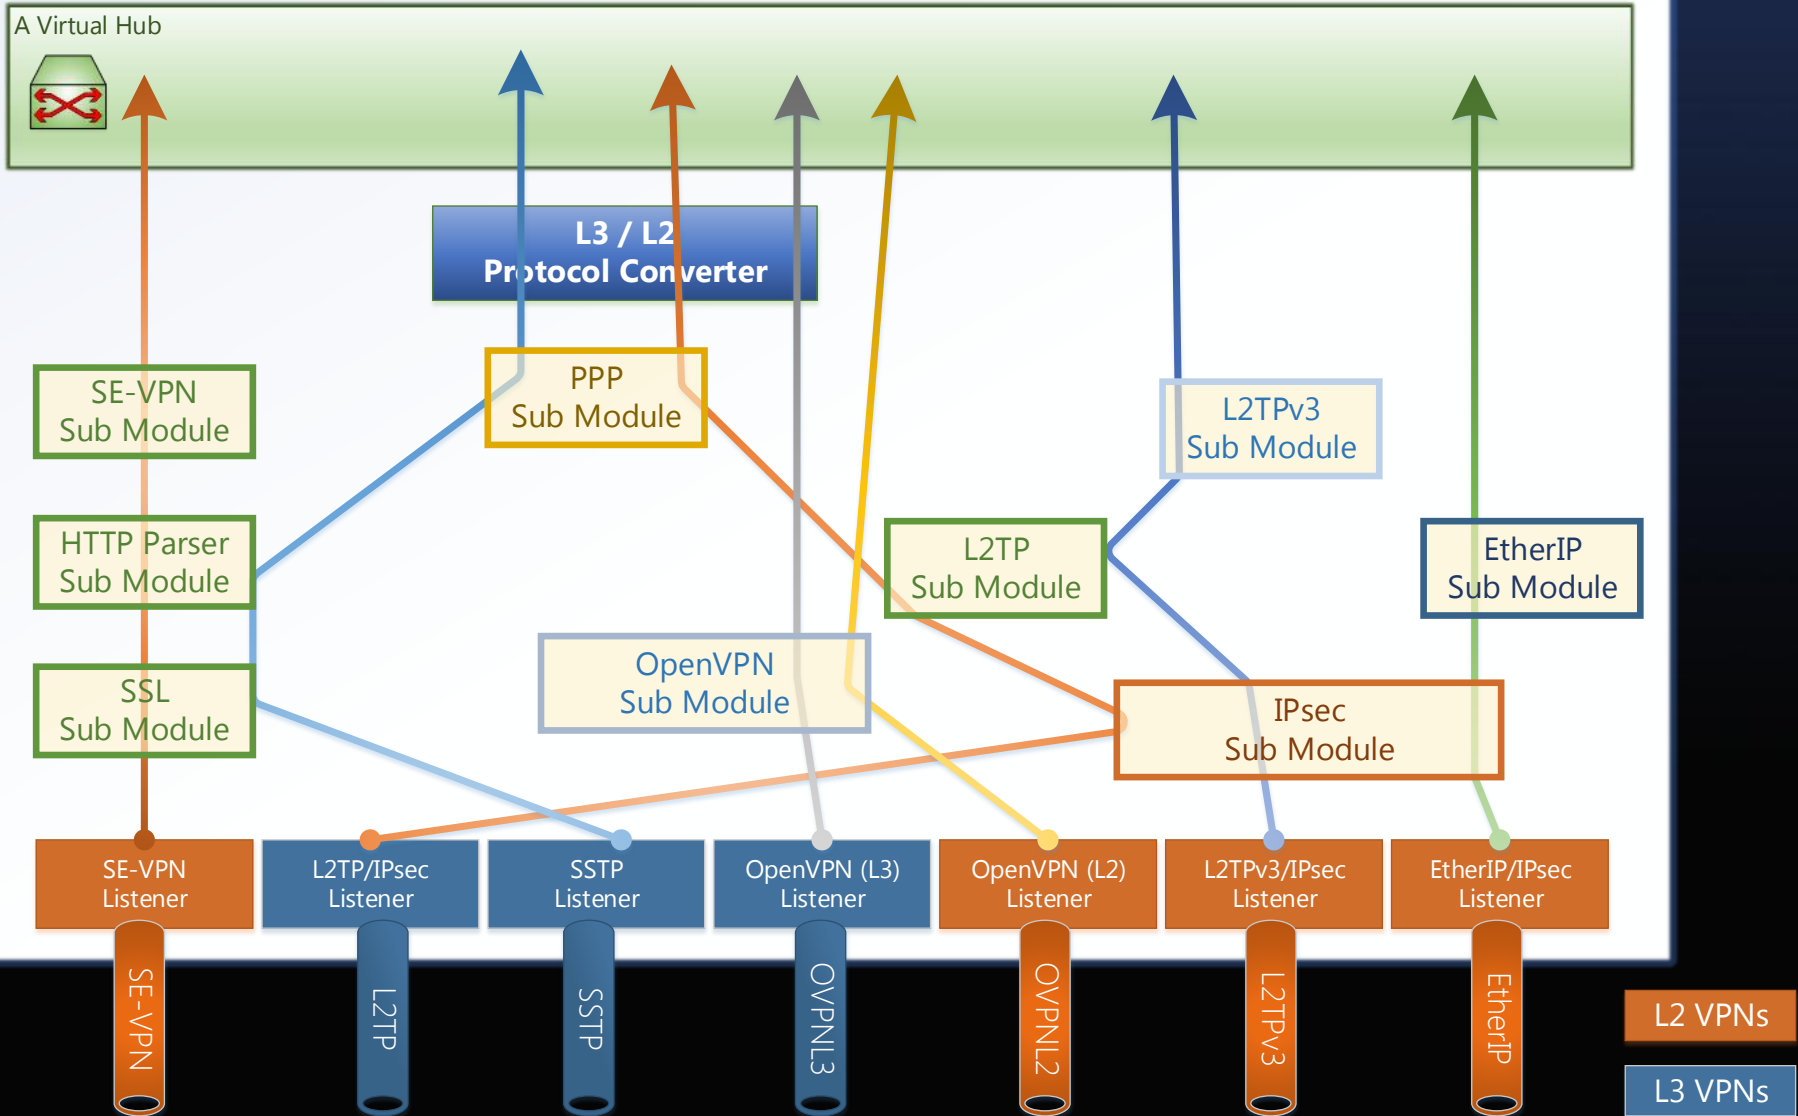 A Virtual Hub
L3 / L2
Protocol Converter
SE-VPN
Sub Module
PPP
Sub Module
L2TPv3
Sub Module
HTTP Parser
Sub Module
L2TP
Sub Module
EtherIP
Sub Module
SSL
Sub Module
OpenVPN
Sub Module
IPsec
Sub Module
SE-VPN
Listener
L2TP/IPsec
Listener
SSTP
Listener
OpenVPN (L3)
Listener
OpenVPN (L2)
Listener
L2TPv3/IPsec
Listener
EtherIP/IPsec
Listener
SE-VPN
L2TP
SSTP
OVPNL3
OVPNL2
L2TPv3
EtherIP
L2 VPNs
L3 VPNs